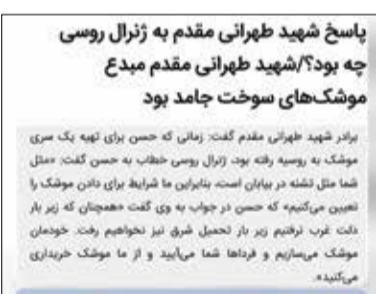 پاسخ شهید طهرانی مقدم به ژنرال روسی
چه بود؟/شهید طهرانی مقدم مبدع
موشک‌های سوخت جامد بود
برادر شهید طهرانی مقدم گفت: زمانی که حسن برای تهیه یک سری
موشک به روسیه رفته بود، ژنرال روسی خطاب به حسن گفت: «مثل
شما مثل تشنه در بیابان است، بنابراین ما شرایط برای دادن موشک را
تعیین می‌کنیم» که حسن در جواب به وی گفت «همچنان که زیر بار
ذلت غرب نرفتیم زیر بار تحمیل شرق نیز نخواهیم رفت. خودمان
موشک می‌سازیم و فرداها شما می‌آیید و از ما موشک خریداری
می‌کنید».